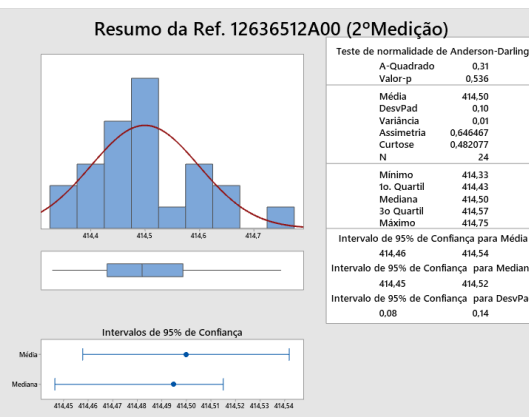 Resumo da Ref. 12636512A00 (2ºMedição)
Teste de normalidade de Anderson-Darling
A-Quadrado 0,31
Valor-p 0,536
Média 414,50
DesvPad 0,10
Variância 0,01
Assimetria 0,646467
Curtose 0,482077
N 24
Mínimo 414,33
1o. Quartil 414,43
Mediana 414,50
3o Quartil 414,57
Máximo 414,75
Intervalo de 95% de Confiança para Média
414,46 414,54
Intervalo de 95% de Confiança para Median
414,45 414,52
Intervalo de 95% de Confiança para DesvPa
0,08 0,14
414,4 414,5 414,6 414,7
Intervalos de 95% de Confiança
Média
Mediana
414,45 414,46 414,47 414,48 414,49 414,50 414,51 414,52 414,53 414,54